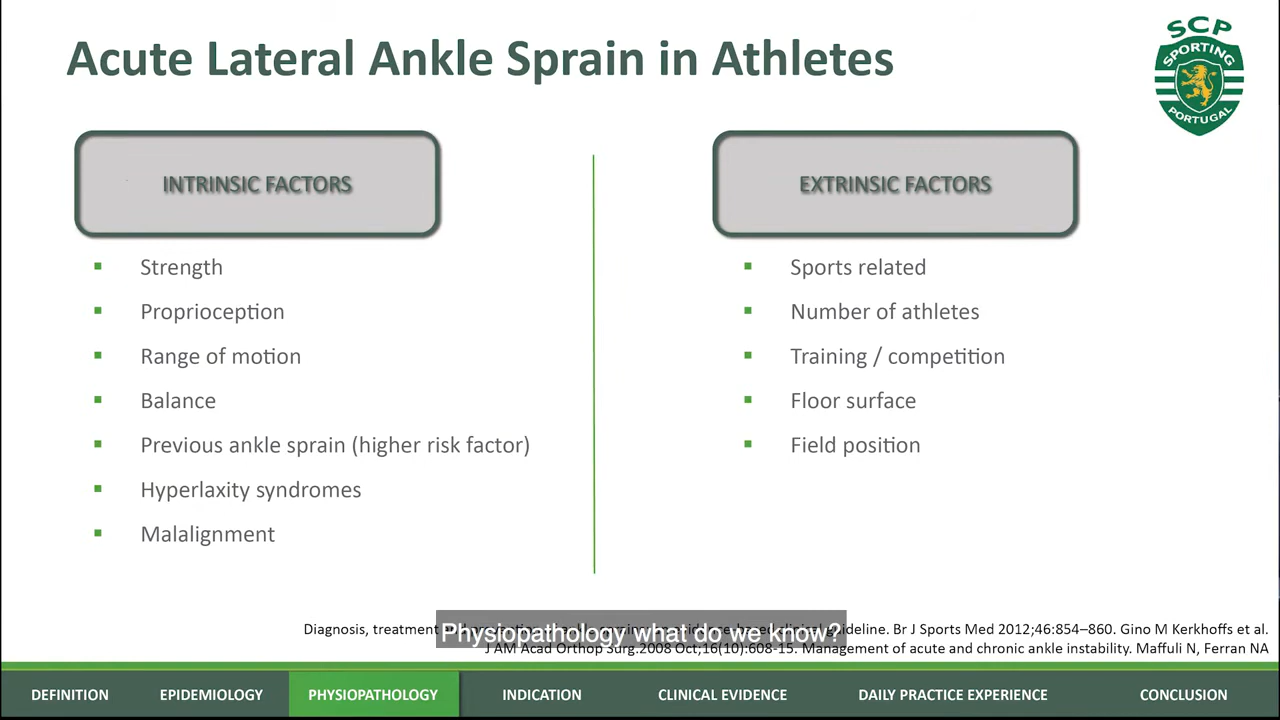 Acute Lateral Ankle Sprain in Athletes
SCP
SPORTING
PORTUGAL
INTRINSIC FACTORS
Strength
Proprioception
Range of motion
Balance
Previous ankle sprain (higher risk factor)
Hyperlaxity syndromes
Malalignment
EXTRINSIC FACTORS
Sports related
Number of athletes
Training / competition
Floor surface
Field position
Diagnosis, treatment guideline. Br J Sports Med 2012;46:854–860. Gino M Kerkhoffs et al.
J AM Acad Orthop Surg.2008 Oct;16(10):608-15. Management of acute and chronic ankle instability. Maffuli N, Ferran NA
Physiopathology what do we know?
DEFINITION EPIDEMIOLOGY PHYSIOPATHOLOGY INDICATION CLINICAL EVIDENCE DAILY PRACTICE EXPERIENCE CONCLUSION